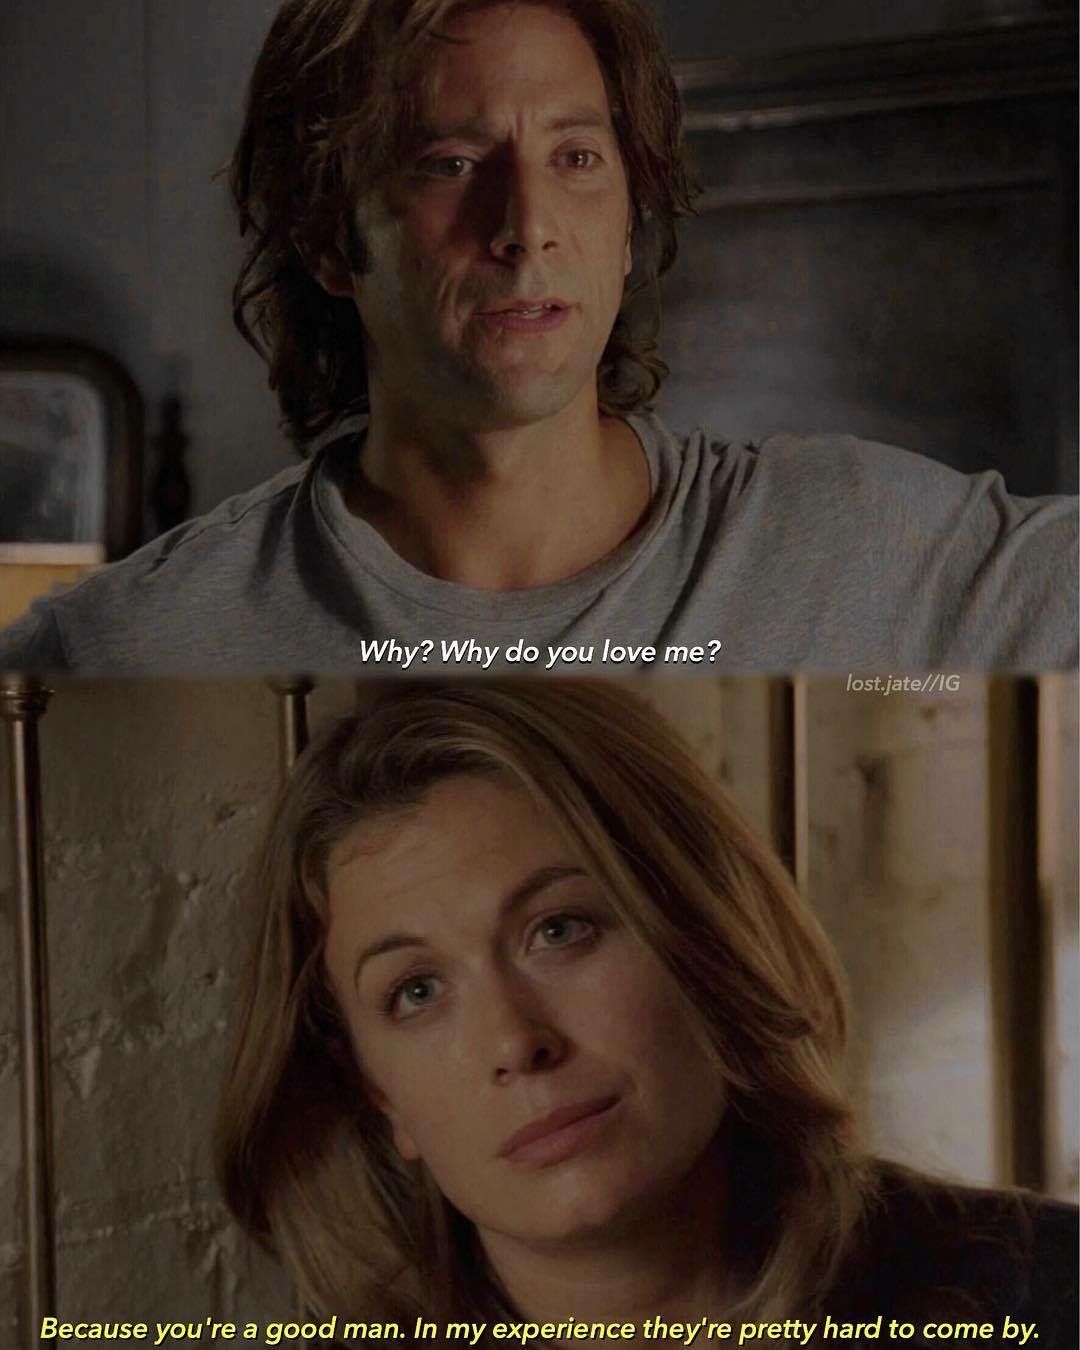 Why? Why do you love me?
lost.jate//IG
Because you're a good man. In my experience they're pretty hard to come by.